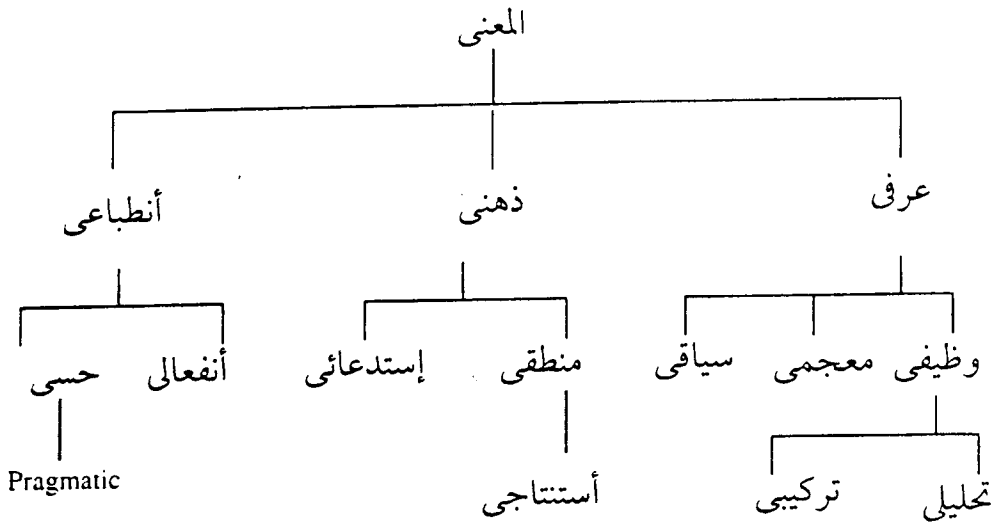 المعنى
عرفى ذهنى أنطباعى
وظيفى معجمى سياقى منطقى إستدعائى أنفعالى حسى
تحليلى تركيبى أستنتاجى Pragmatic